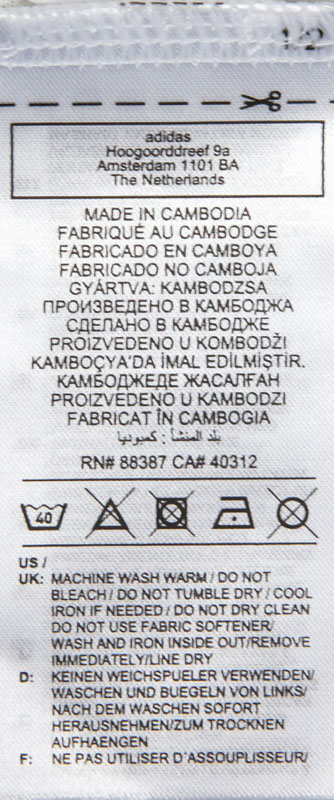 1/2
adidas
Hoogoorddreef 9a
Amsterdam 1101 BA
The Netherlands
MADE IN CAMBODIA
FABRIQUÉ AU CAMBODGE
FABRICADO EN CAMBOYA
FABRICADO NO CAMBOJA
GYÁRTVA: KAMBODZSA
ПРОИЗВЕДЕНО В КАМБОДЖА
СДЕЛАНО В КАМБОДЖЕ
PROIZVEDENO U KOMBODŽI
KAMBOÇYA'DA İMAL EDİLMİŞTİR.
КАМБОДЖЕДЕ ЖАСАЛҒАН
PROIZVEDENO U KAMBODZI
FABRICAT ÎN CAMBOGIA
بلد المنشأ : كمبوديا
RN# 88387 CA# 40312
40
US /
UK: MACHINE WASH WARM / DO NOT
BLEACH / DO NOT TUMBLE DRY / COOL
IRON IF NEEDED / DO NOT DRY CLEAN
DO NOT USE FABRIC SOFTENER/
WASH AND IRON INSIDE OUT/REMOVE
IMMEDIATELY/LINE DRY
D: KEINEN WEICHSPUELER VERWENDEN/
WASCHEN UND BUEGELN VON LINKS/
NACH DEM WASCHEN SOFORT
HERAUSNEHMEN/ZUM TROCKNEN
AUFHAENGEN
F: NE PAS UTILISER D'ASSOUPLISSEUR/